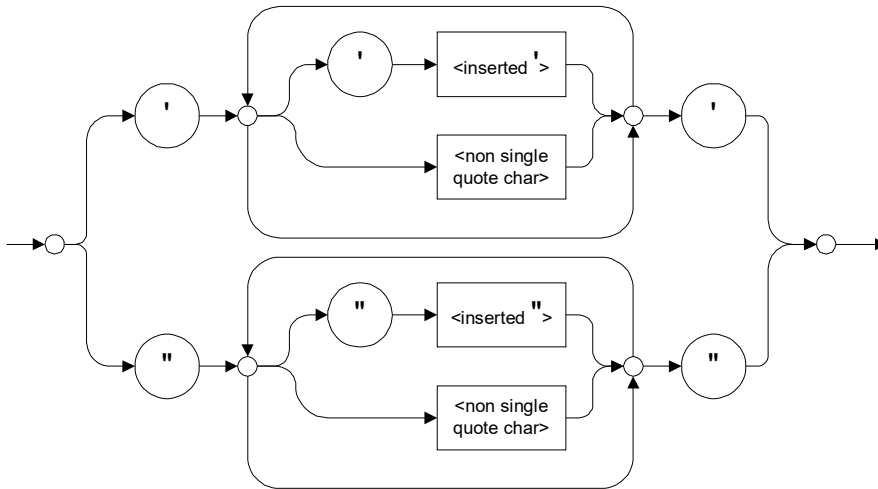 '
<inserted '>
'
'
<non single
quote char>
"
<inserted ">
"
"
<non single
quote char>